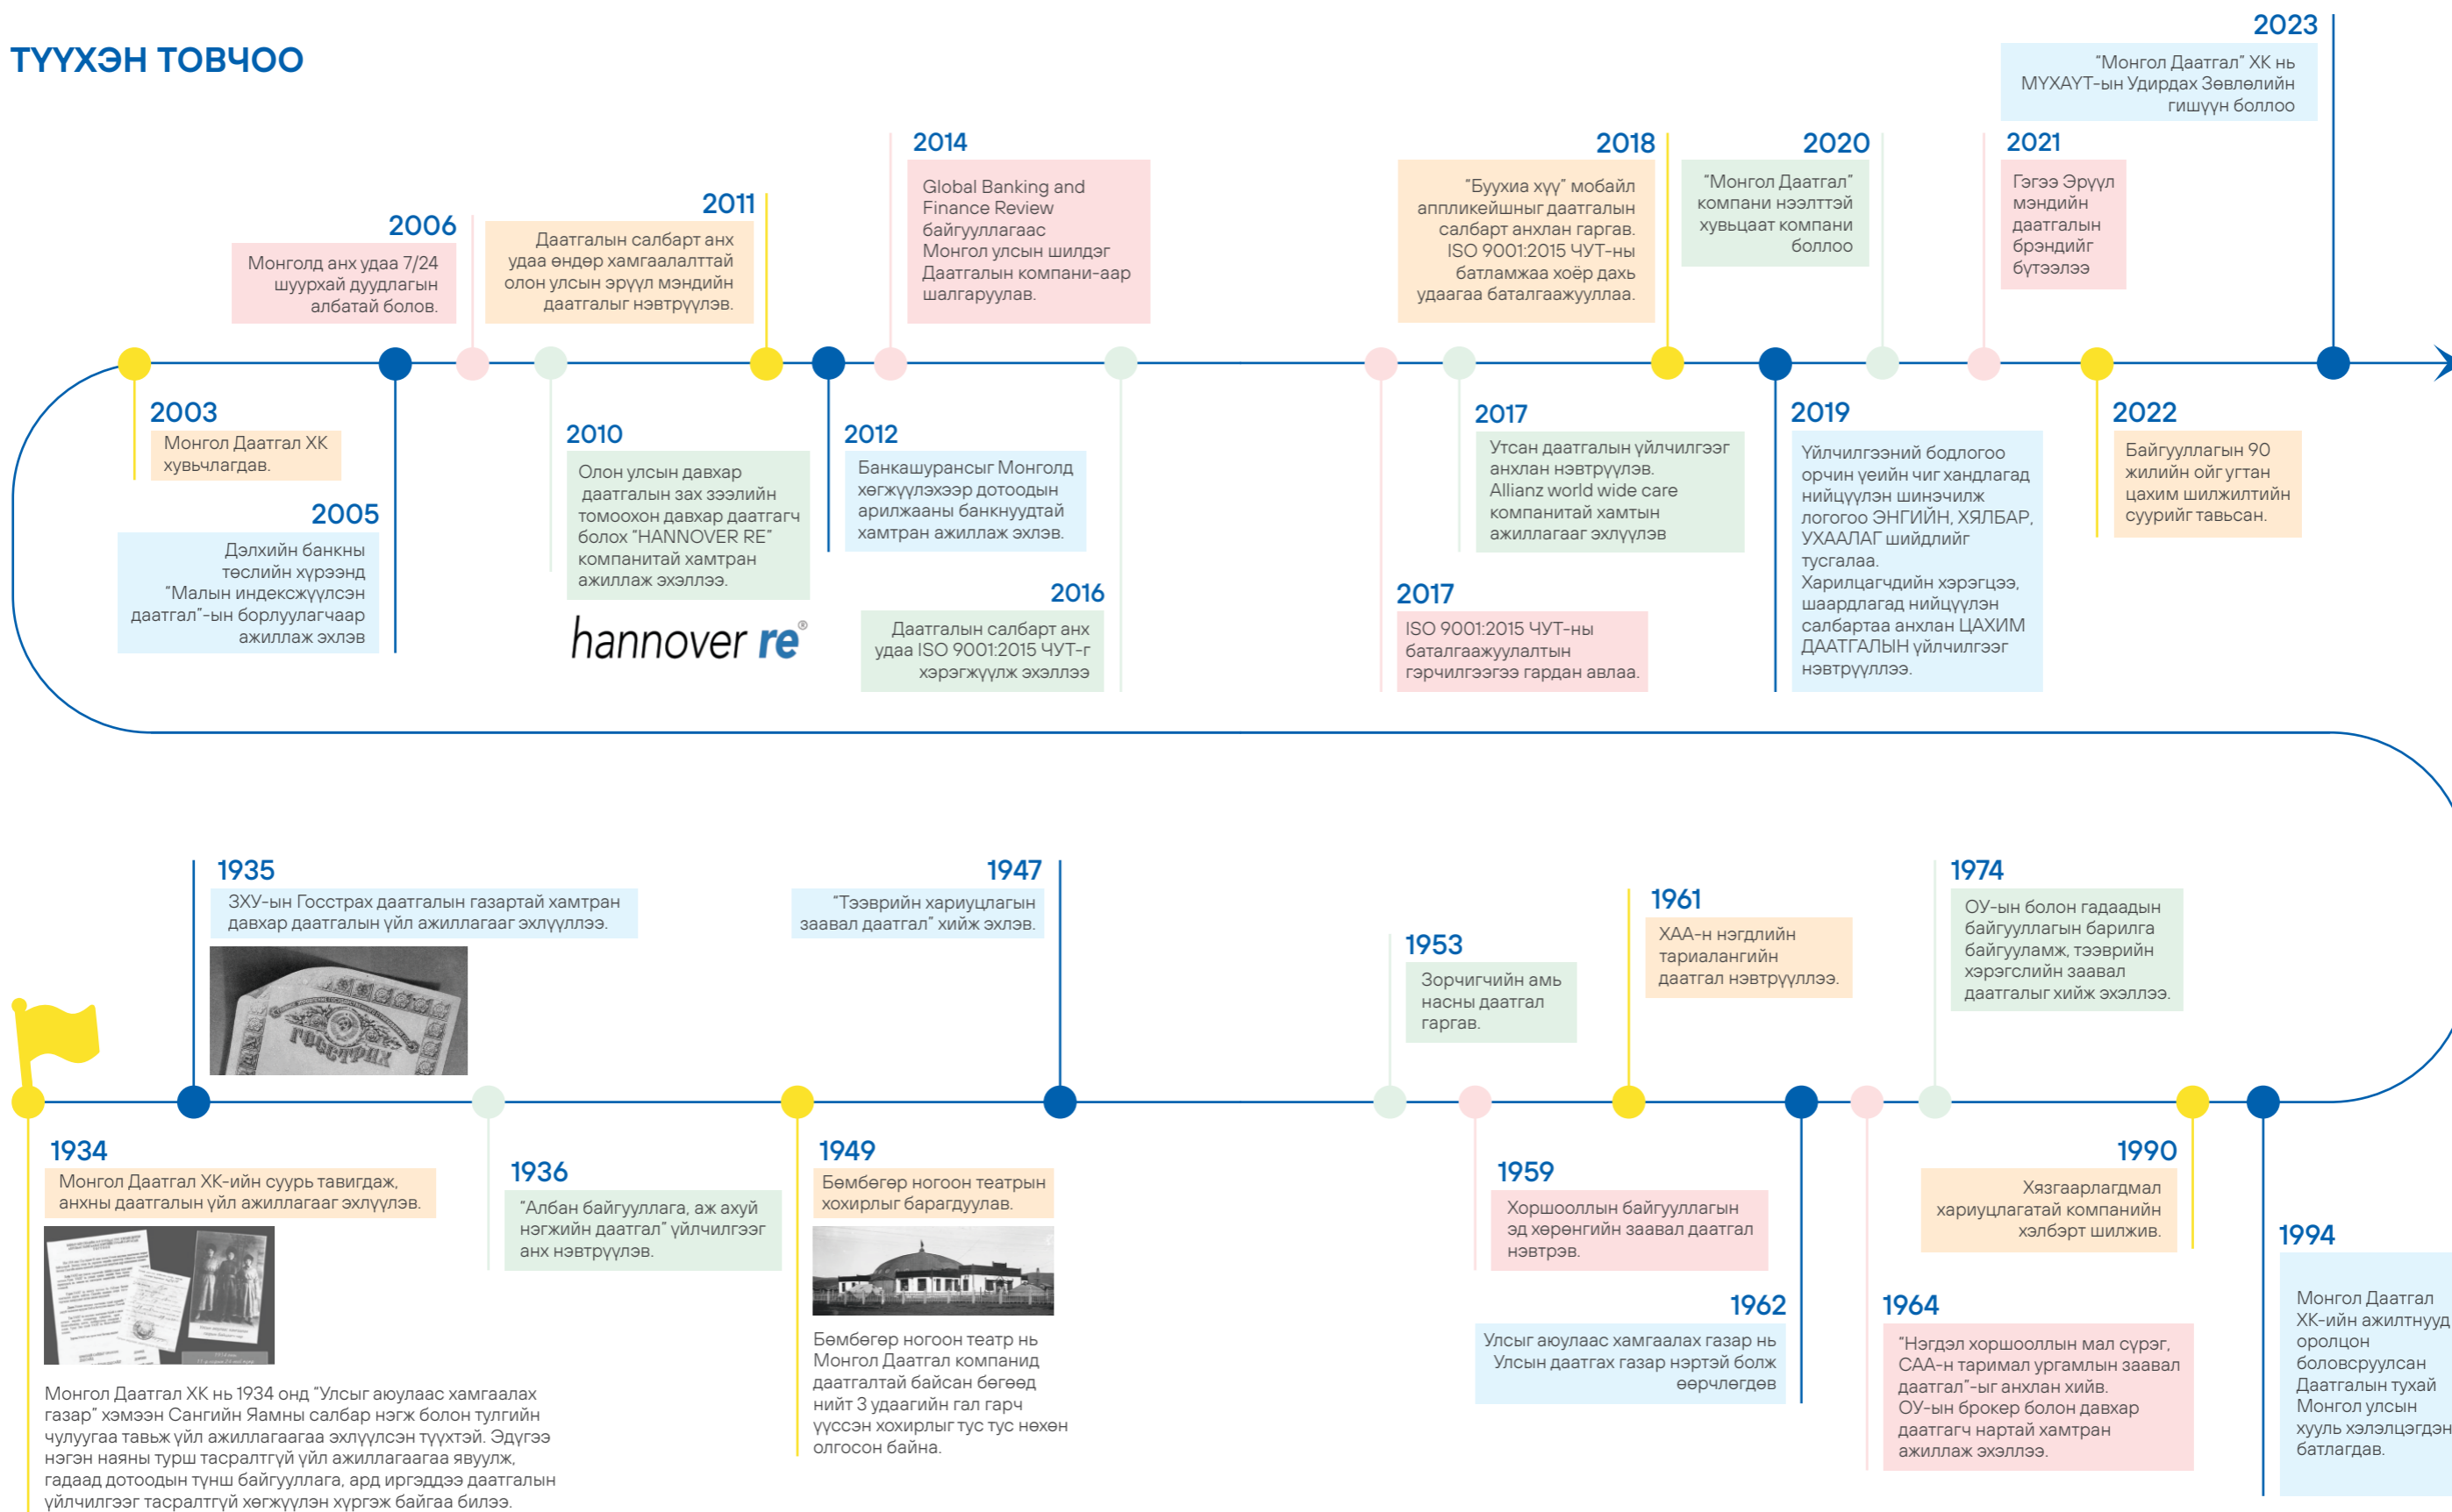 ТҮҮХЭН ТОВЧОО
2003
Монгол Даатгал ХК
хувьчлагдав.
2005
Дэлхийн банкны
төслийн хүрээнд
"Малын индексжүүлсэн
даатгал"-ын борлуулагчаар
ажиллаж эхлэв
2006
Монголд анх удаа 7/24
шуурхай дуудлагын
албатай болов.
2010
Олон улсын давхар
даатгалын зах зээлийн
томоохон давхар даатгагч
болох "HANNOVER RE"
компанитай хамтран
ажиллаж эхэллээ.
hannover re®
2011
Даатгалын салбарт анх
удаа өндөр хамгаалалттай
олон улсын эрүүл мэндийн
даатгалыг нэвтрүүлэв.
2012
Банкашурансыг Монголд
хөгжүүлэхээр дотоодын
арилжааны банкнуудтай
хамтран ажиллаж эхлэв.
2014
Global Banking and
Finance Review
байгууллагаас
Монгол улсын шилдэг
Даатгалын компани-аар
шалгаруулав.
2016
Даатгалын салбарт анх
удаа ISO 9001:2015 ЧУТ-г
хэрэгжүүлж эхэллээ
2017
ISO 9001:2015 ЧУТ-ны
баталгаажуулалтын
гэрчилгээгээ гардан авлаа.
2017
Утсан даатгалын үйлчилгээг
анхлан нэвтрүүлэв.
Allianz world wide care
компанитай хамтын
ажиллагааг эхлүүлэв
2018
"Буухиа хүү" мобайл
аппликейшныг даатгалын
салбарт анхлан гаргав.
ISO 9001:2015 ЧУТ-ны
батламжаа хоёр дахь
удаагаа баталгаажууллаа.
2019
Үйлчилгээний бодлогоо
орчин үеийн чиг хандлагад
нийцүүлэн шинэчилж
логогоо ЭНГИЙН, ХЯЛБАР,
УХААЛАГ шийдлийг
тусгалаа.
Харилцагчдийн хэрэгцээ,
шаардлагад нийцүүлэн
салбартаа анхлан ЦАХИМ
ДААТГАЛЫН үйлчилгээг
нэвтрүүллээ.
2020
"Монгол Даатгал"
компани нээлттэй
хувьцаат компани
боллоо
2021
Гэгээ Эрүүл
мэндийн
даатгалын
брэндийг
бүтээлээ
2022
Байгууллагын 90
жилийн ойг угтан
цахим шилжилтийн
суурийг тавьсан.
2023
"Монгол Даатгал" ХК нь
МҮХАҮТ-ын Удирдах Зөвлөлийн
гишүүн боллоо
1934
Монгол Даатгал ХК-ийн суурь тавигдаж,
анхны даатгалын үйл ажиллагааг эхлүүлэв.
Монгол Даатгал ХК нь 1934 онд "Улсыг аюулаас хамгаалах
газар" хэмээн Сангийн Яамны салбар нэгж болон тулгийн
чулуугаа тавьж үйл ажиллагаагаа эхлүүлсэн түүхтэй. Эдүгээ
нэгэн наяны турш тасралтгүй үйл ажиллагаагаа явуулж,
гадаад дотоодын түнш байгууллага, ард иргэддээ даатгалын
үйлчилгээг тасралтгүй хөгжүүлэн хүргэж байгаа билээ.
1935
ЗХУ-ын Госстрах даатгалын газартай хамтран
давхар даатгалын үйл ажиллагааг эхлүүллээ.
ГОССТРАХ
1936
"Албан байгууллага, аж ахуй
нэгжийн даатгал" үйлчилгээг
анх нэвтрүүлэв.
1949
Бөмбөгөр ногоон театрын
хохирлыг барагдуулав.
Бөмбөгөр ногоон театр нь
Монгол Даатгал компанид
даатгалтай байсан бөгөөд
нийт 3 удаагийн гал гарч
үүссэн хохирлыг тус тус нөхөн
олгосон байна.
1947
"Тээврийн хариуцлагын
заавал даатгал" хийж эхлэв.
1953
Зорчигчийн амь
насны даатгал
гаргав.
1959
Хоршооллын байгууллагын
эд хөрөнгийн заавал даатгал
нэвтрэв.
1961
ХАА-н нэгдлийн
тариалангийн
даатгал нэвтрүүллээ.
1962
Улсыг аюулаас хамгаалах газар нь
Улсын даатгах газар нэртэй болж
өөрчлөгдөв
1964
"Нэгдэл хоршооллын мал сүрэг,
САА-н таримал ургамлын заавал
даатгал"-ыг анхлан хийв.
ОУ-ын брокер болон давхар
даатгагч нартай хамтран
ажиллаж эхэллээ.
1974
ОУ-ын болон гадаадын
байгууллагын барилга
байгууламж, тээврийн
хэрэгслийн заавал
даатгалыг хийж эхэллээ.
1990
Хязгаарлагдмал
хариуцлагатай компанийн
хэлбэрт шилжив.
1994
Монгол Даатгал
ХК-ийн ажилтнууд
оролцон
боловсруулсан
Даатгалын тухай
Монгол улсын
хууль хэлэлцэгдэн
батлагдав.